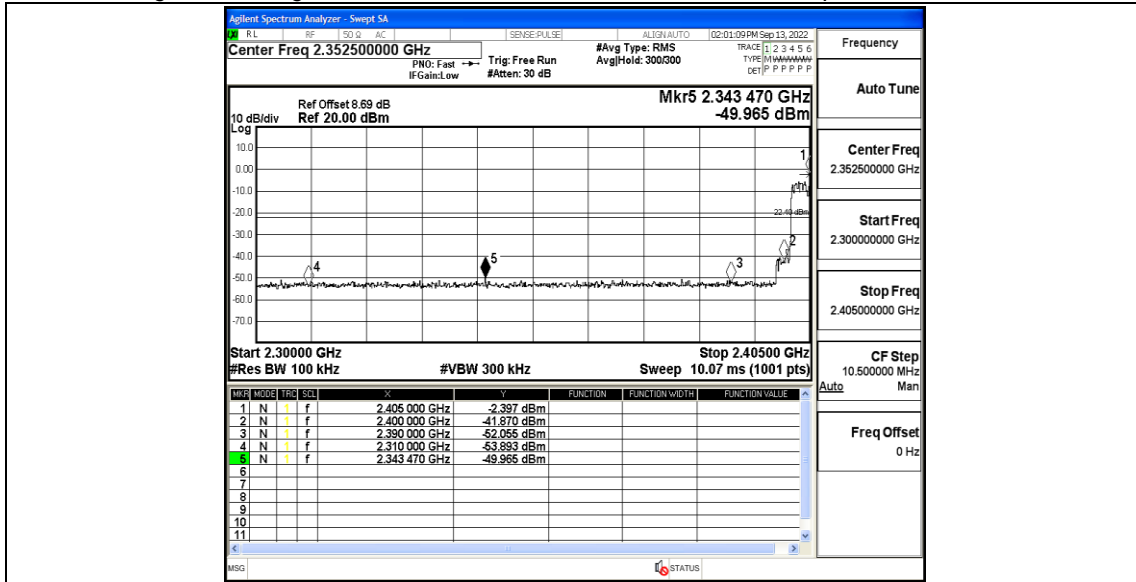 Agilent Spectrum Analyzer - Swept SA
RL RF 50 Ω AC SENSE:PULSE ALIGNAUTO 02:01:09 PM Sep 13, 2022
Center Freq 2.352500000 GHz #Avg Type: RMS TRACE 1 2 3 4 5 6 Frequency
PNO: Fast Trig: Free Run Avg|Hold: 300/300 TYPE M W W W W W
IFGain:Low #Atten: 30 dB DET P P P P P P
Auto Tune
Mkr5 2.343 470 GHz
Ref Offset 8.69 dB
10 dB/div Ref 20.00 dBm -49.965 dBm
Log
10.0
0.00
-10.0
-20.0
-30.0
-40.0
-50.0
-60.0
-70.0
1
2
3
4
5
Center Freq
2.352500000 GHz
Start Freq
2.300000000 GHz
Stop Freq
2.405000000 GHz
Start 2.30000 GHz Stop 2.40500 GHz
#Res BW 100 kHz #VBW 300 kHz Sweep 10.07 ms (1001 pts)
CF Step
10.500000 MHz
Auto Man
MKR MODE TRC SCL X Y FUNCTION FUNCTION WIDTH FUNCTION VALUE
1 N 1 f 2.405 000 GHz -2.397 dBm
2 N 1 f 2.400 000 GHz -41.870 dBm
3 N 1 f 2.390 000 GHz -52.055 dBm
4 N 1 f 2.310 000 GHz -53.893 dBm
5 N 1 f 2.343 470 GHz -49.965 dBm
6
7
8
9
10
11
Freq Offset
0 Hz
MSG STATUS